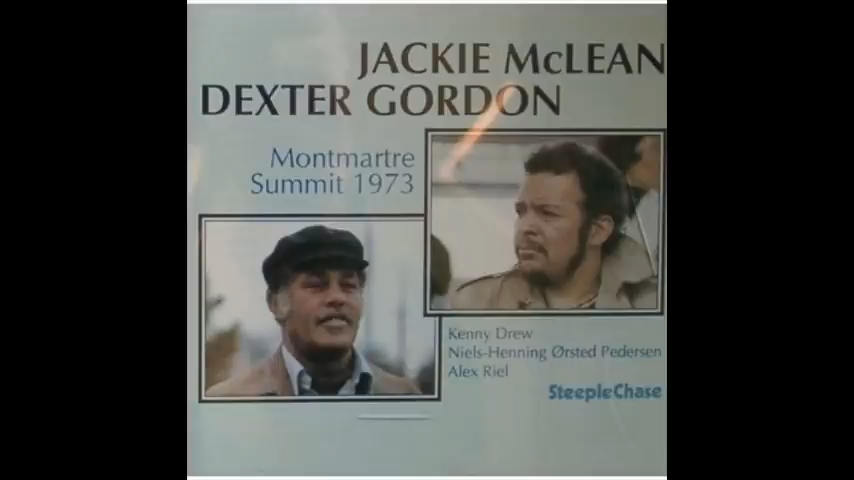 JACKIE McLEAN
DEXTER GORDON
Montmartre
Summit 1973
Kenny Drew
Niels-Henning Ørsted Pedersen
Alex Riel
SteepleChase